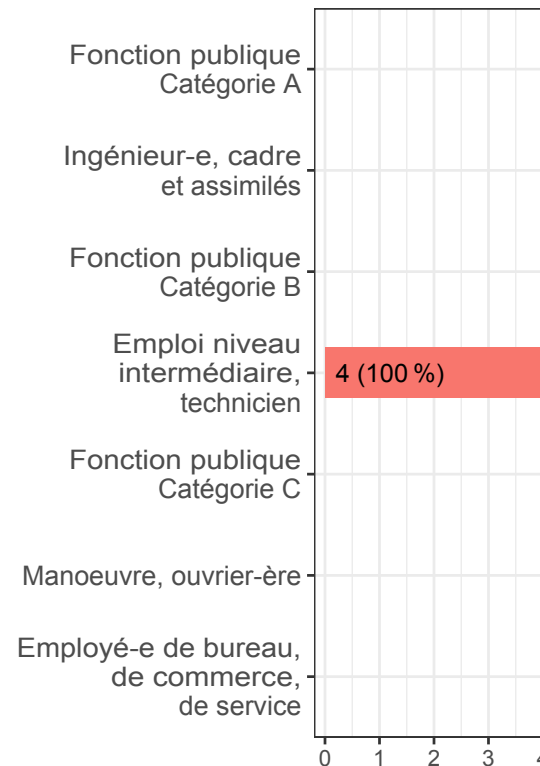 Fonction publique
Catégorie A
Ingénieur-e, cadre
et assimilés
Fonction publique
Catégorie B
Emploi niveau
intermédiaire,
technicien
4 (100 %)
Fonction publique
Catégorie C
Manoeuvre, ouvrier-ère
Employé-e de bureau,
de commerce,
de service
0 1 2 3 4